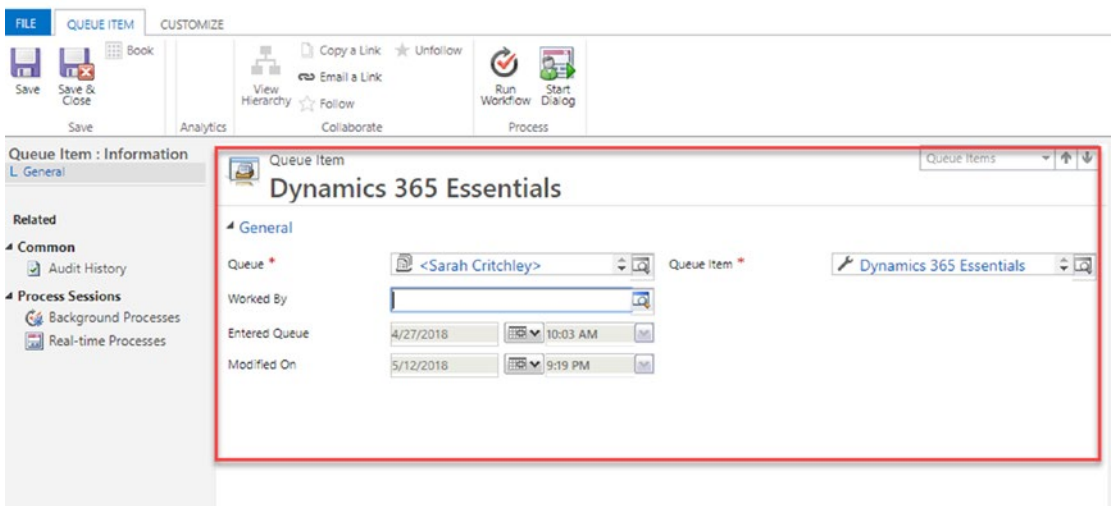 FILE QUEUE ITEM CUSTOMIZE
Save
Save & Close
Book
View Hierarchy
Copy a Link
Email a Link
Follow
Unfollow
Run Workflow
Start Dialog
Save Analytics Collaborate Process
Queue Item : Information
L General
Related
Common
Audit History
Process Sessions
Background Processes
Real-time Processes
Queue Item
Queue Items
Dynamics 365 Essentials
General
Queue * <Sarah Critchley> Queue Item * Dynamics 365 Essentials
Worked By
Entered Queue 4/27/2018 10:03 AM
Modified On 5/12/2018 9:19 PM